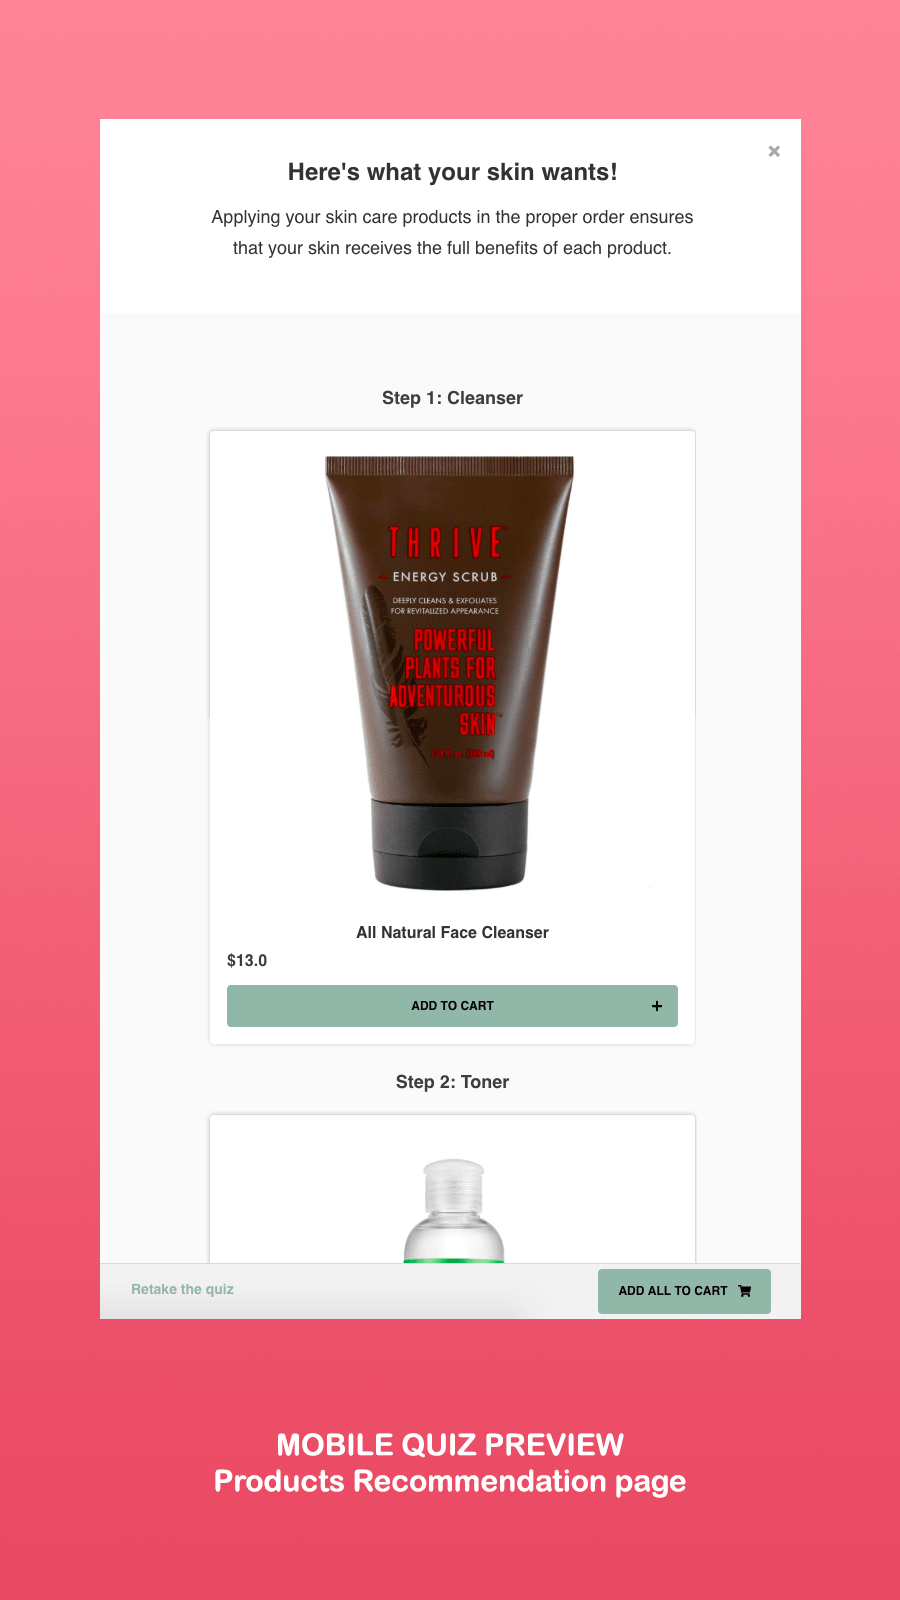 Here's what your skin wants!
Applying your skin care products in the proper order ensures
that your skin receives the full benefits of each product.
Step 1: Cleanser
THRIVE
ENERGY SCRUB
DEEPLY CLEANS & EXFOLIATES
FOR REVITALIZED APPEARANCE
POWERFUL
PLANTS FOR
ADVENTUROUS
SKIN
All Natural Face Cleanser
$13.0
ADD TO CART +
Step 2: Toner
Retake the quiz
ADD ALL TO CART
MOBILE QUIZ PREVIEW
Products Recommendation page